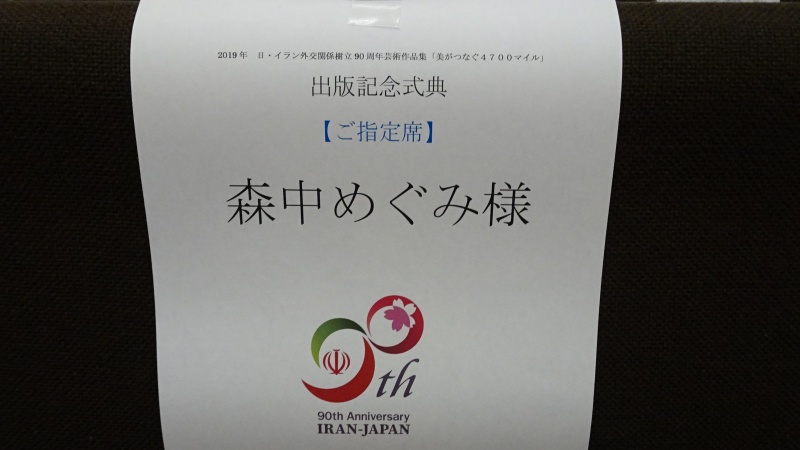 2019年　日・イラン外交関係樹立90周年芸術作品集「美がつなぐ４７００マイル」
出版記念式典
【ご指定席】
森中めぐみ様
90th
90th Anniversary
IRAN-JAPAN